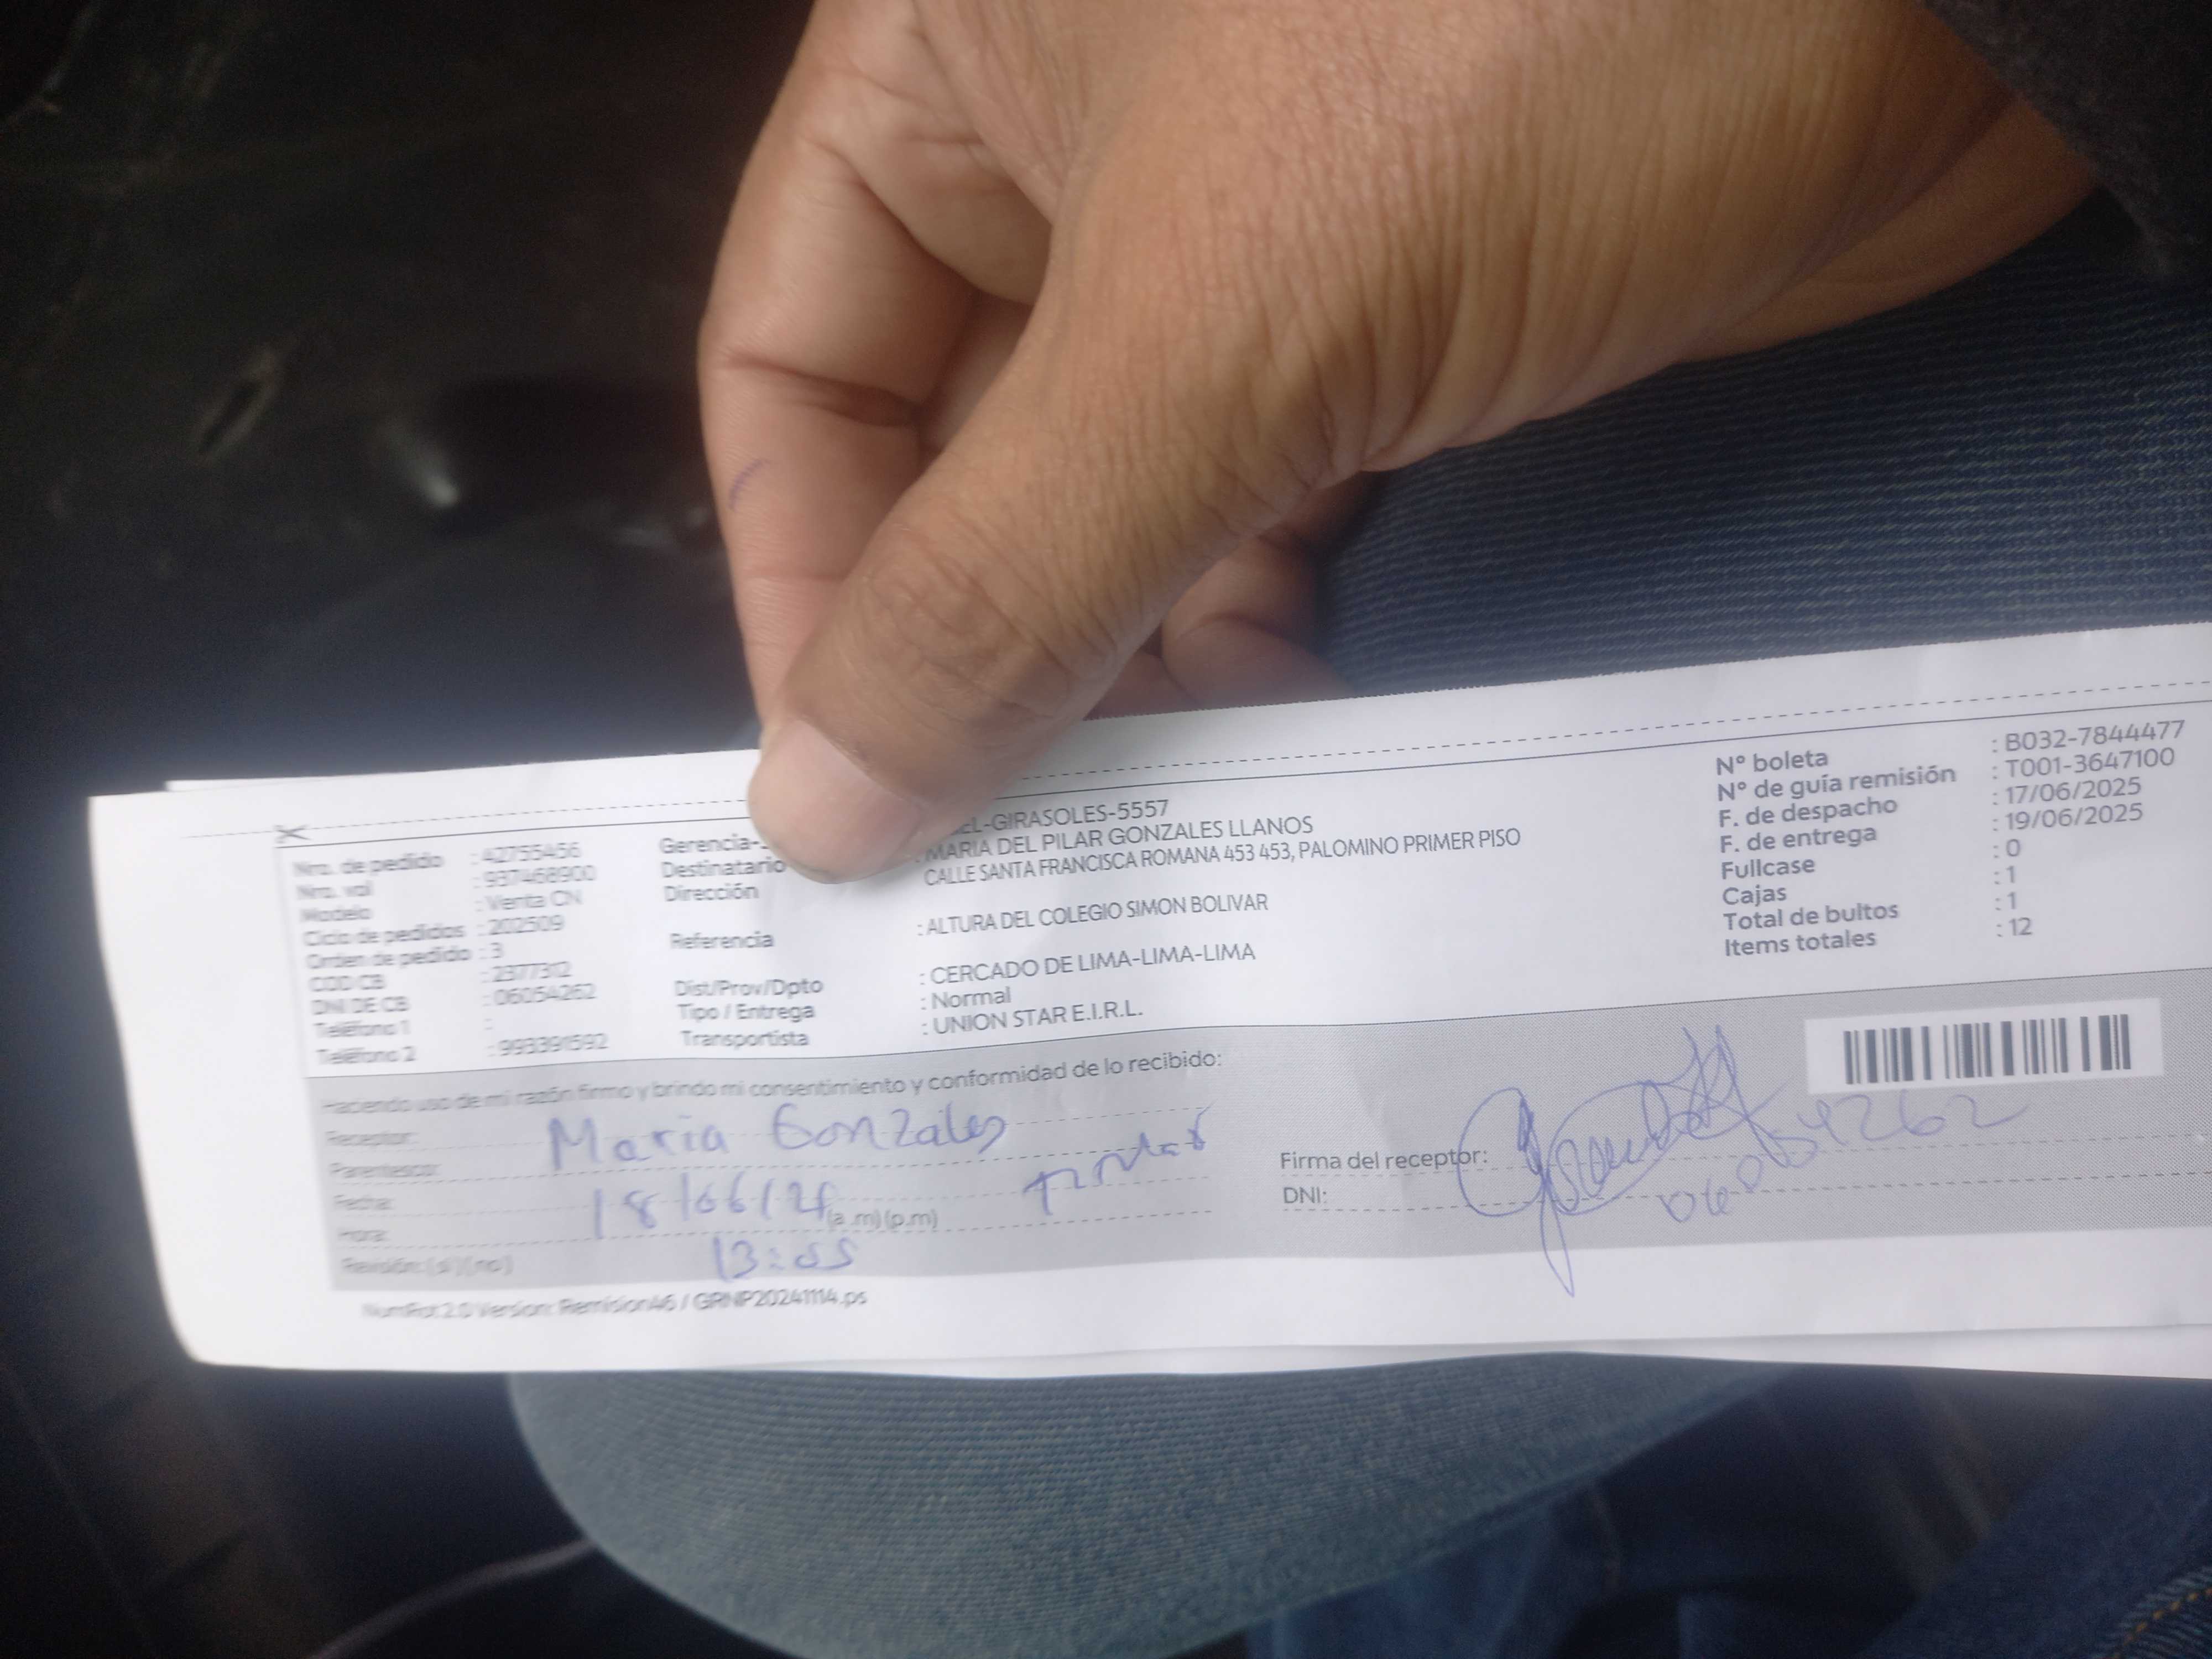 Nro. de pedido : 42755456
Nro. vol : 937468900
Modelo : Venta CN
Ciclo de pedidos : 202509
Orden de pedido : 3
COD CB : 2377312
DNI DE CB : 06054262
Teléfono 1 :
Teléfono 2 : 993391592
Gerencia- EL-GIRASOLES-5557
Destinatario : MARIA DEL PILAR GONZALES LLANOS
Dirección CALLE SANTA FRANCISCA ROMANA 453 453, PALOMINO PRIMER PISO
Referencia : ALTURA DEL COLEGIO SIMON BOLIVAR
Dist/Prov/Dpto : CERCADO DE LIMA-LIMA-LIMA
Tipo / Entrega : Normal
Transportista : UNION STAR E.I.R.L.
N° boleta : B032-7844477
N° de guía remisión : T001-3647100
F. de despacho : 17/06/2025
F. de entrega : 19/06/2025
Fullcase : 0
Cajas : 1
Total de bultos : 1
Items totales : 12
Haciendo uso de mi razón firmo y brindo mi consentimiento y conformidad de lo recibido:
Receptor: Maria Gonzales
Parentesco:
Fecha: 18/06/
Hora: (a .m) (p.m)
Revisión: ( si ) ( no ) 13:05
Firma del receptor:
DNI: 06054262
NumRot 2.0 Version: Remision46 / GRNP20241114.ps